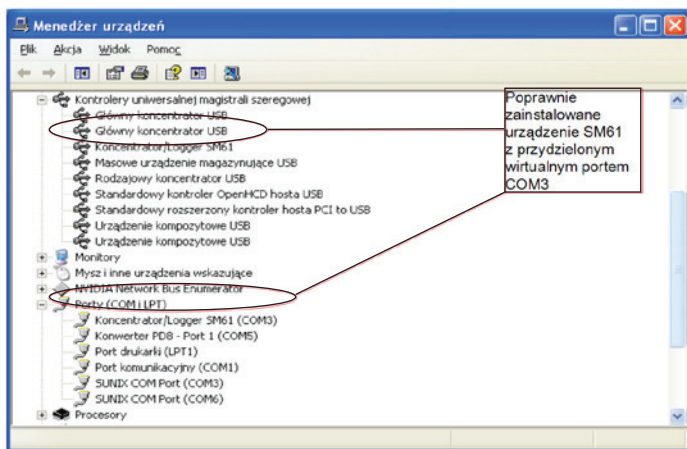 Menedżer urządzeń
Plik Akcja Widok Pomoc
Kontrolery uniwersalnej magistrali szeregowej
Główny koncentrator USB
Główny koncentrator USB
Koncentrator/Logger SM61
Masowe urządzenie magazynujące USB
Rodzajowy koncentrator USB
Standardowy kontroler OpenHCD hosta USB
Standardowy rozszerzony kontroler hosta PCI to USB
Urządzenie kompozytowe USB
Urządzenie kompozytowe USB
Monitory
Mysz i inne urządzenia wskazujące
NVIDIA Network Bus Enumerator
Porty (COM i LPT)
Koncentrator/Logger SM61 (COM3)
Konwerter PD8 - Port 1 (COM5)
Port drukarki (LPT1)
Port komunikacyjny (COM1)
SUNIX COM Port (COM3)
SUNIX COM Port (COM6)
Procesory
Poprawnie
zainstalowane
urządzenie SM61
z przydzielonym
wirtualnym portem
COM3